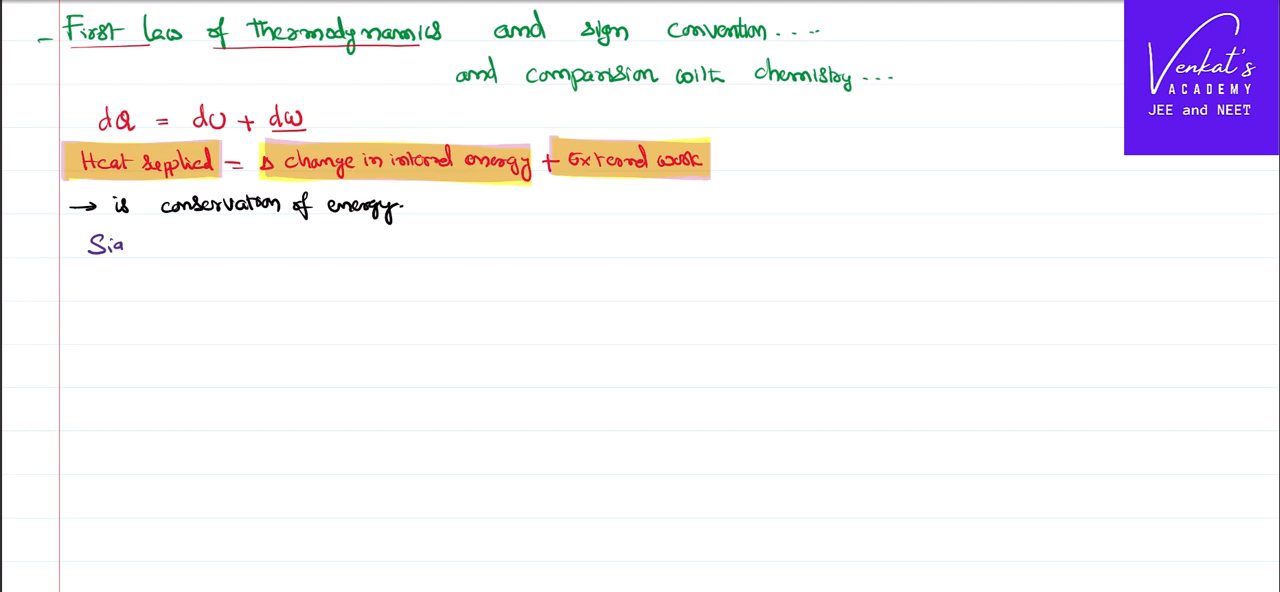 - First law of thermodynamics and sign convention....
and comparision with chemistry...
dQ = dU + dw
Heat supplied = Δ change in internal energy + External work
→ is conservation of energy.
Sig
Venkat's
ACADEMY
JEE and NEET